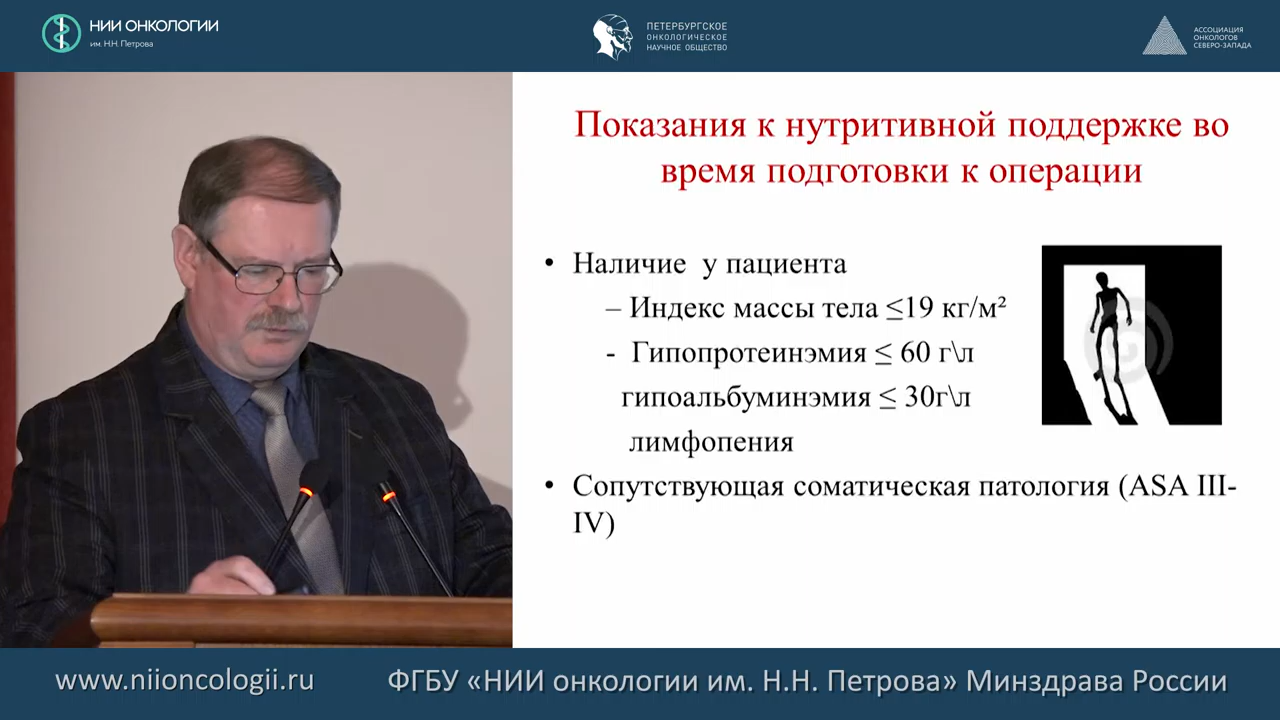 НИИ ОНКОЛОГИИ
им. Н.Н. Петрова
ПЕТЕРБУРГСКОЕ
ОНКОЛОГИЧЕСКОЕ
НАУЧНОЕ ОБЩЕСТВО
АССОЦИАЦИЯ
ОНКОЛОГОВ
СЕВЕРО-ЗАПАДА
Показания к нутритивной поддержке во
время подготовки к операции
• Наличие у пациента
– Индекс массы тела ≤19 кг/м²
- Гипопротеинэмия ≤ 60 г\л
гипоальбуминэмия ≤ 30г\л
лимфопения
• Сопутствующая соматическая патология (ASA III-
IV)
www.niioncologii.ru
ФГБУ «НИИ онкологии им. Н.Н. Петрова» Минздрава России